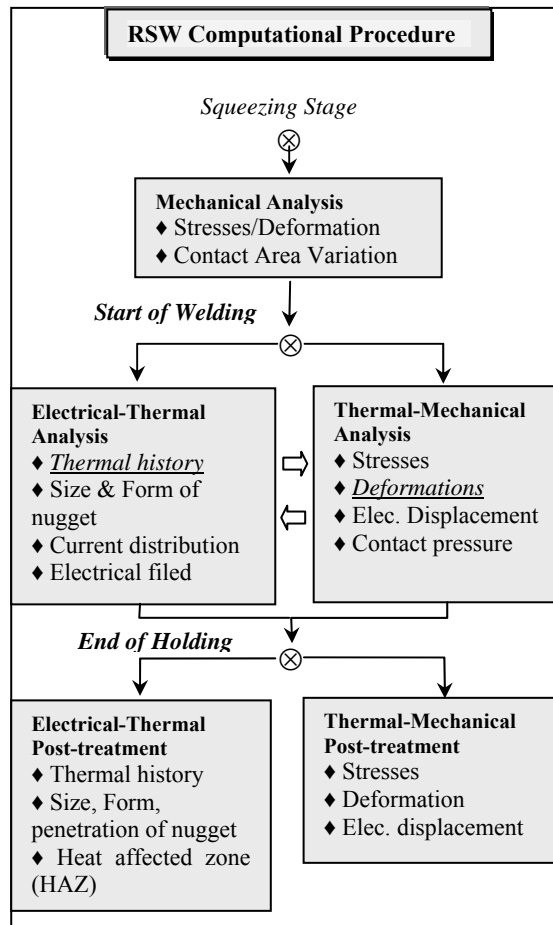 RSW Computational Procedure
Squeezing Stage
Mechanical Analysis
♦ Stresses/Deformation
♦ Contact Area Variation
Start of Welding
Electrical-Thermal
Analysis
♦ Thermal history
♦ Size & Form of
nugget
♦ Current distribution
♦ Electrical filed
Thermal-Mechanical
Analysis
♦ Stresses
♦ Deformations
♦ Elec. Displacement
♦ Contact pressure
End of Holding
Electrical-Thermal
Post-treatment
♦ Thermal history
♦ Size, Form,
penetration of nugget
♦ Heat affected zone
(HAZ)
Thermal-Mechanical
Post-treatment
♦ Stresses
♦ Deformation
♦ Elec. displacement